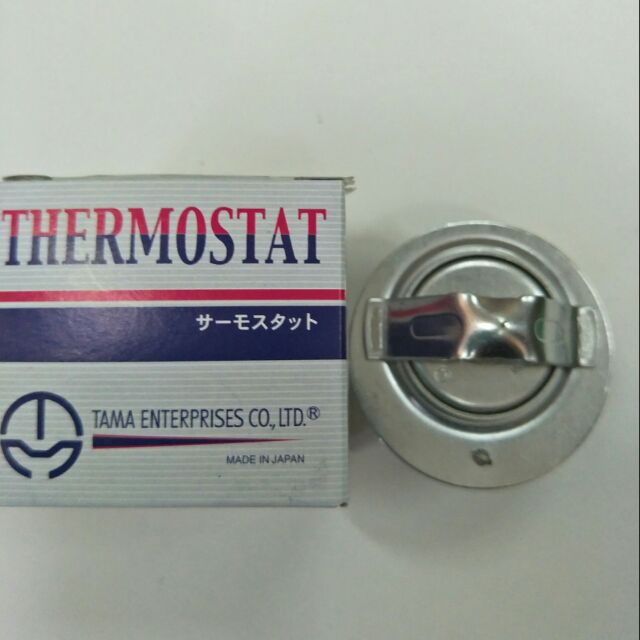 THERMOSTAT
サーモスタット
TAMA ENTERPRISES CO., LTD.®
MADE IN JAPAN